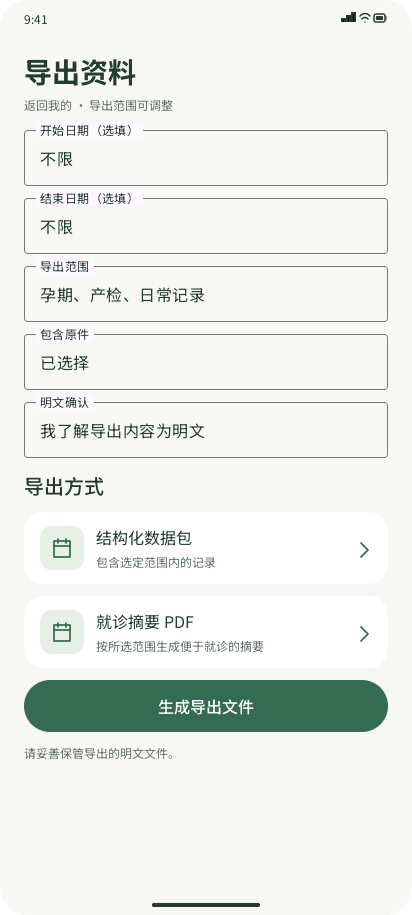 9:41
导出资料
返回我的 · 导出范围可调整
开始日期（选填）
不限
结束日期（选填）
不限
导出范围
孕期、产检、日常记录
包含原件
已选择
明文确认
我了解导出内容为明文
导出方式
结构化数据包
包含选定范围内的记录
就诊摘要 PDF
按所选范围生成便于就诊的摘要
生成导出文件
请妥善保管导出的明文文件。